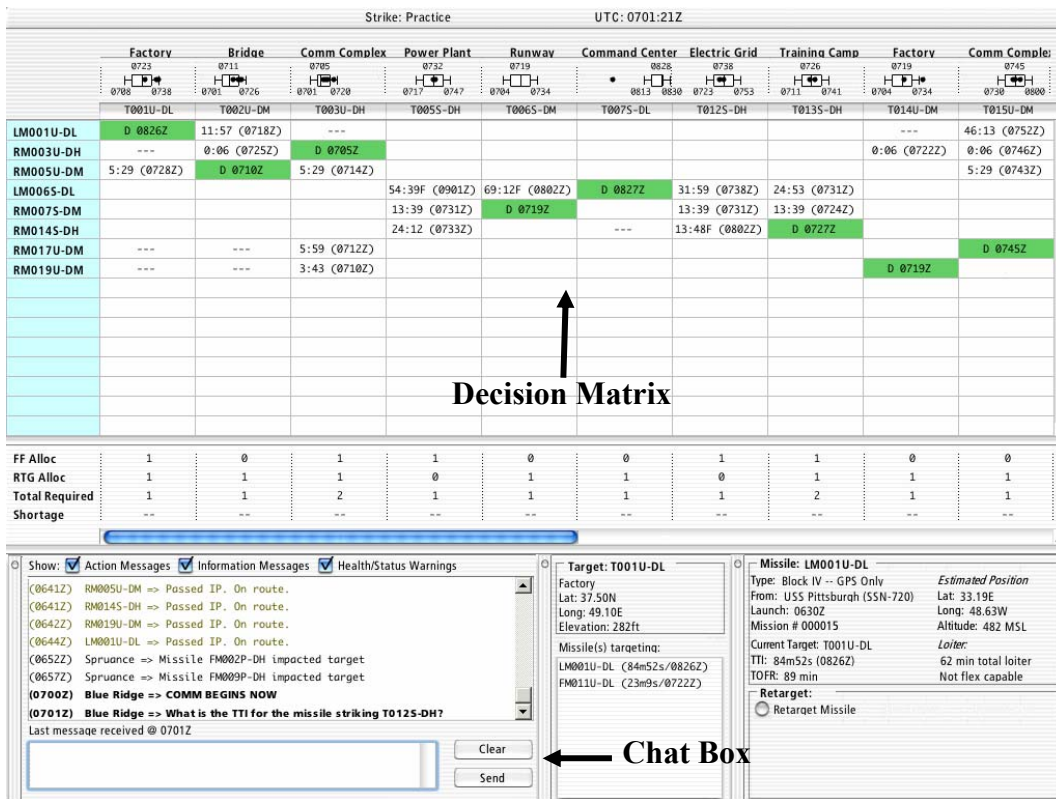 Strike: Practice UTC: 0701:21Z
Factory Bridge Comm Complex Power Plant Runway Command Center Electric Grid Training Camp Factory Comm Complex
0723 0711 0705 0732 0719 0828 0738 0726 0719 0745
0708 0738 0701 0726 0701 0720 0717 0747 0704 0734 0813 0830 0723 0753 0711 0741 0704 0734 0730 0800
T001U-DL T002U-DM T003U-DH T005S-DH T006S-DM T007S-DL T012S-DH T013S-DH T014U-DM T015U-DM
LM001U-DL D 0826Z 11:57 (0718Z) --- --- 46:13 (0752Z)
RM003U-DH --- 0:06 (0725Z) D 0705Z 0:06 (0722Z) 0:06 (0746Z)
RM005U-DM 5:29 (0728Z) D 0710Z 5:29 (0714Z) 5:29 (0743Z)
LM006S-DL 54:39F (0901Z) 69:12F (0802Z) D 0827Z 31:59 (0738Z) 24:53 (0731Z)
RM007S-DM 13:39 (0731Z) D 0719Z 13:39 (0731Z) 13:39 (0724Z)
RM014S-DH 24:12 (0733Z) --- 13:48F (0802Z) D 0727Z
RM017U-DM --- --- 5:59 (0712Z) D 0745Z
RM019U-DM --- --- 3:43 (0710Z) D 0719Z
Decision Matrix
FF Alloc 1 0 1 1 0 0 1 1 0 0
RTG Alloc 1 1 1 0 1 1 0 1 1 1
Total Required 1 1 2 1 1 1 1 2 1 1
Shortage -- -- -- -- -- -- -- -- -- --
Show: Action Messages Information Messages Health/Status Warnings
(0641Z) RM005U-DM => Passed IP. On route.
(0641Z) RM014S-DH => Passed IP. On route.
(0642Z) RM019U-DM => Passed IP. On route.
(0644Z) LM001U-DL => Passed IP. On route.
(0652Z) Spruance => Missile FM002P-DH impacted target
(0657Z) Spruance => Missile FM009P-DH impacted target
(0700Z) Blue Ridge => COMM BEGINS NOW
(0701Z) Blue Ridge => What is the TTI for the missile striking T012S-DH?
Last message received @ 0701Z
Clear
Send
Chat Box
Target: T001U-DL
Factory
Lat: 37.50N
Long: 49.10E
Elevation: 282ft
Missile(s) targeting:
LM001U-DL (84m52s/0826Z)
FM011U-DL (23m9s/0722Z)
Missile: LM001U-DL
Type: Block IV -- GPS Only Estimated Position
From: USS Pittsburgh (SSN-720) Lat: 33.19E
Launch: 0630Z Long: 48.63W
Mission # 000015 Altitude: 482 MSL
Current Target: T001U-DL Loiter:
TTI: 84m52s (0826Z) 62 min total loiter
TOFR: 89 min Not flex capable
Retarget:
Retarget Missile